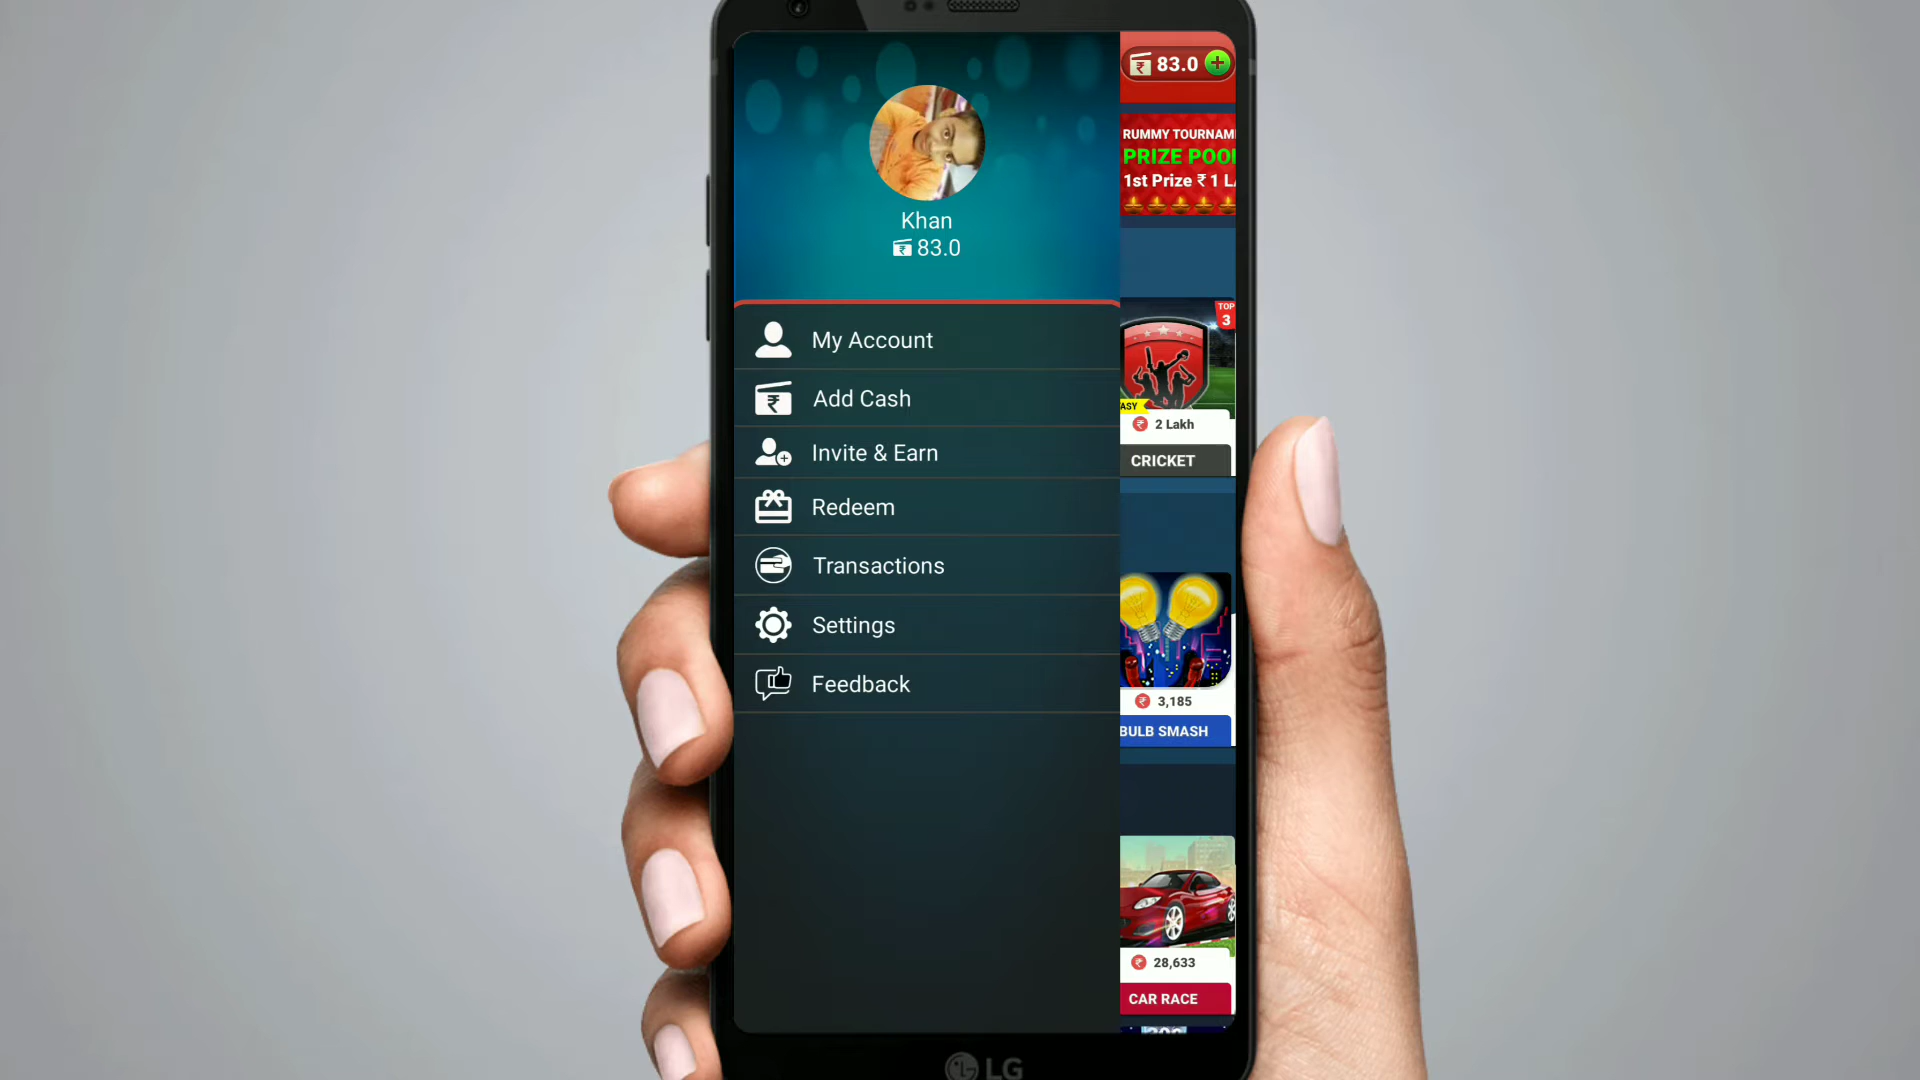 Khan
₹ 83.0
My Account
₹ Add Cash
Invite & Earn
Redeem
Transactions
Settings
Feedback
₹ 83.0 +
RUMMY TOURNAM
PRIZE POO
1st Prize ₹ 1 L
TOP
3
ASY
₹ 2 Lakh
CRICKET
₹ 3,185
BULB SMASH
₹ 28,633
CAR RACE
LG